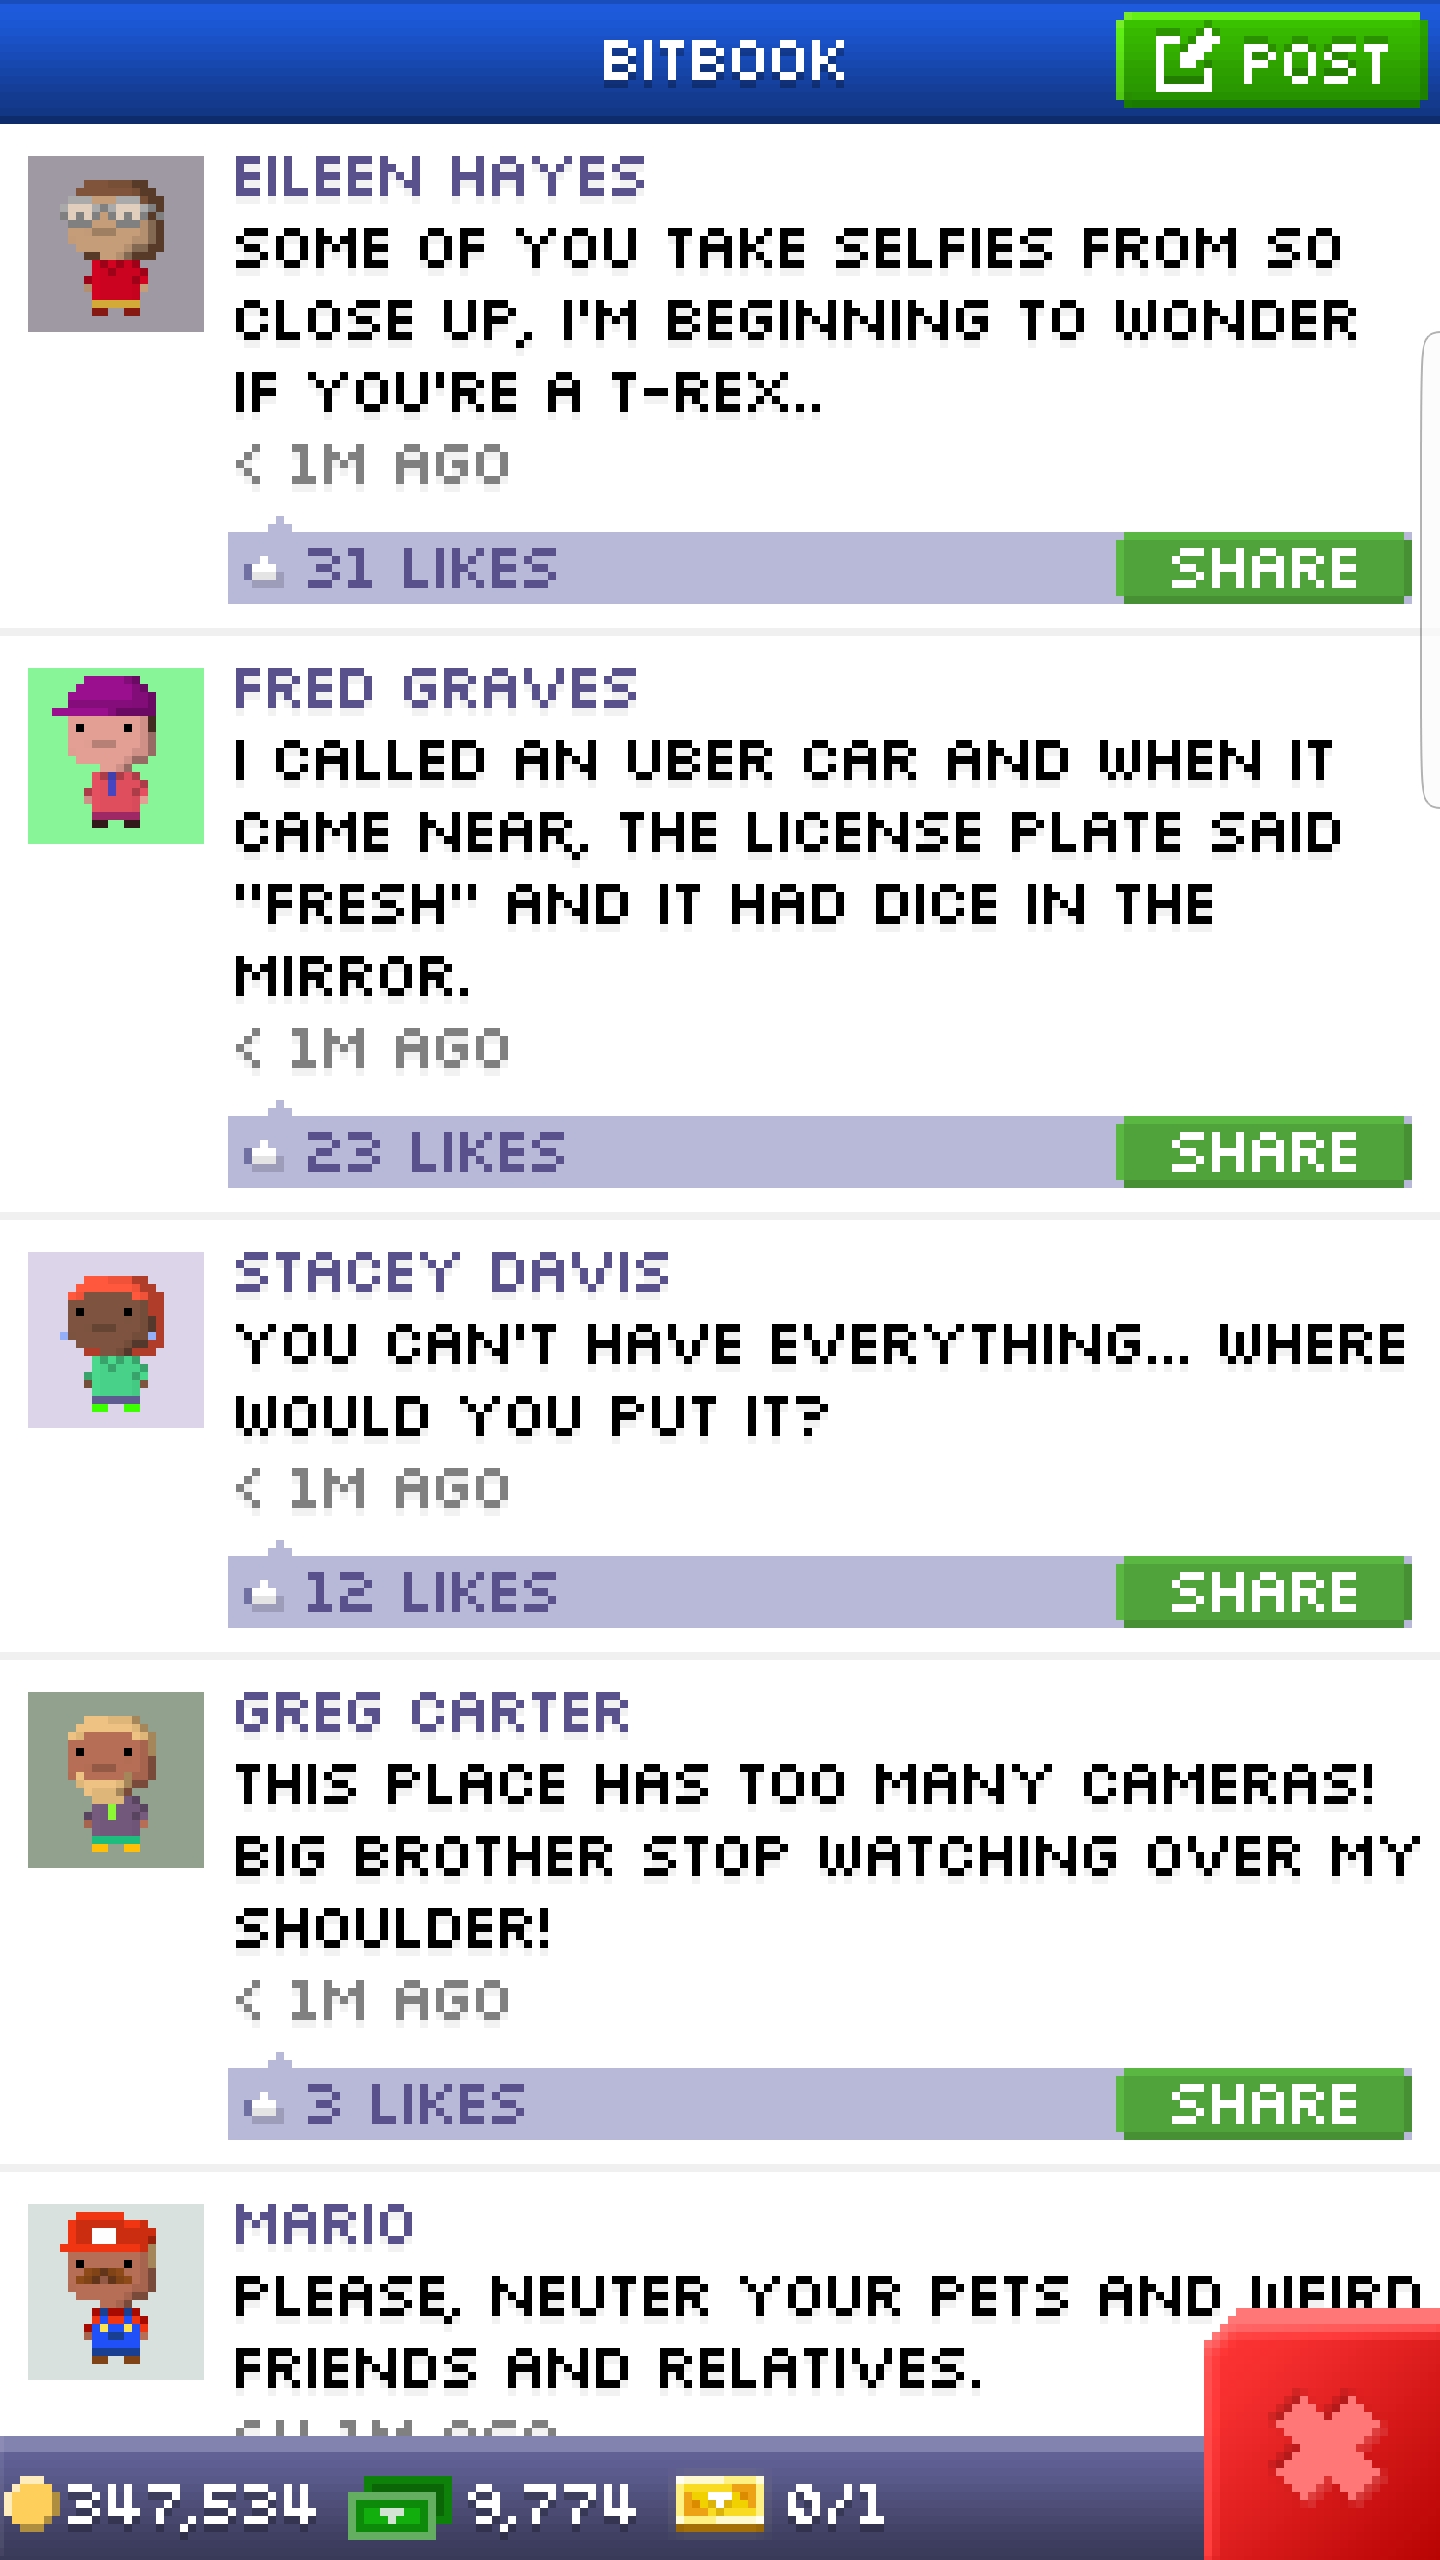 BITBOOK
POST
EILEEN HAYES
SOME OF YOU TAKE SELFIES FROM SO
CLOSE UP, I'M BEGINNING TO WONDER
IF YOU'RE A T-REX..
< 1M AGO
31 LIKES
SHARE
FRED GRAVES
I CALLED AN UBER CAR AND WHEN IT
CAME NEAR, THE LICENSE PLATE SAID
"FRESH" AND IT HAD DICE IN THE
MIRROR.
< 1M AGO
23 LIKES
SHARE
STACEY DAVIS
YOU CAN'T HAVE EVERYTHING... WHERE
WOULD YOU PUT IT?
< 1M AGO
12 LIKES
SHARE
GREG CARTER
THIS PLACE HAS TOO MANY CAMERAS!
BIG BROTHER STOP WATCHING OVER MY
SHOULDER!
< 1M AGO
3 LIKES
SHARE
MARIO
PLEASE, NEUTER YOUR PETS AND WEIRD
FRIENDS AND RELATIVES.
347,534
9,774
0/1